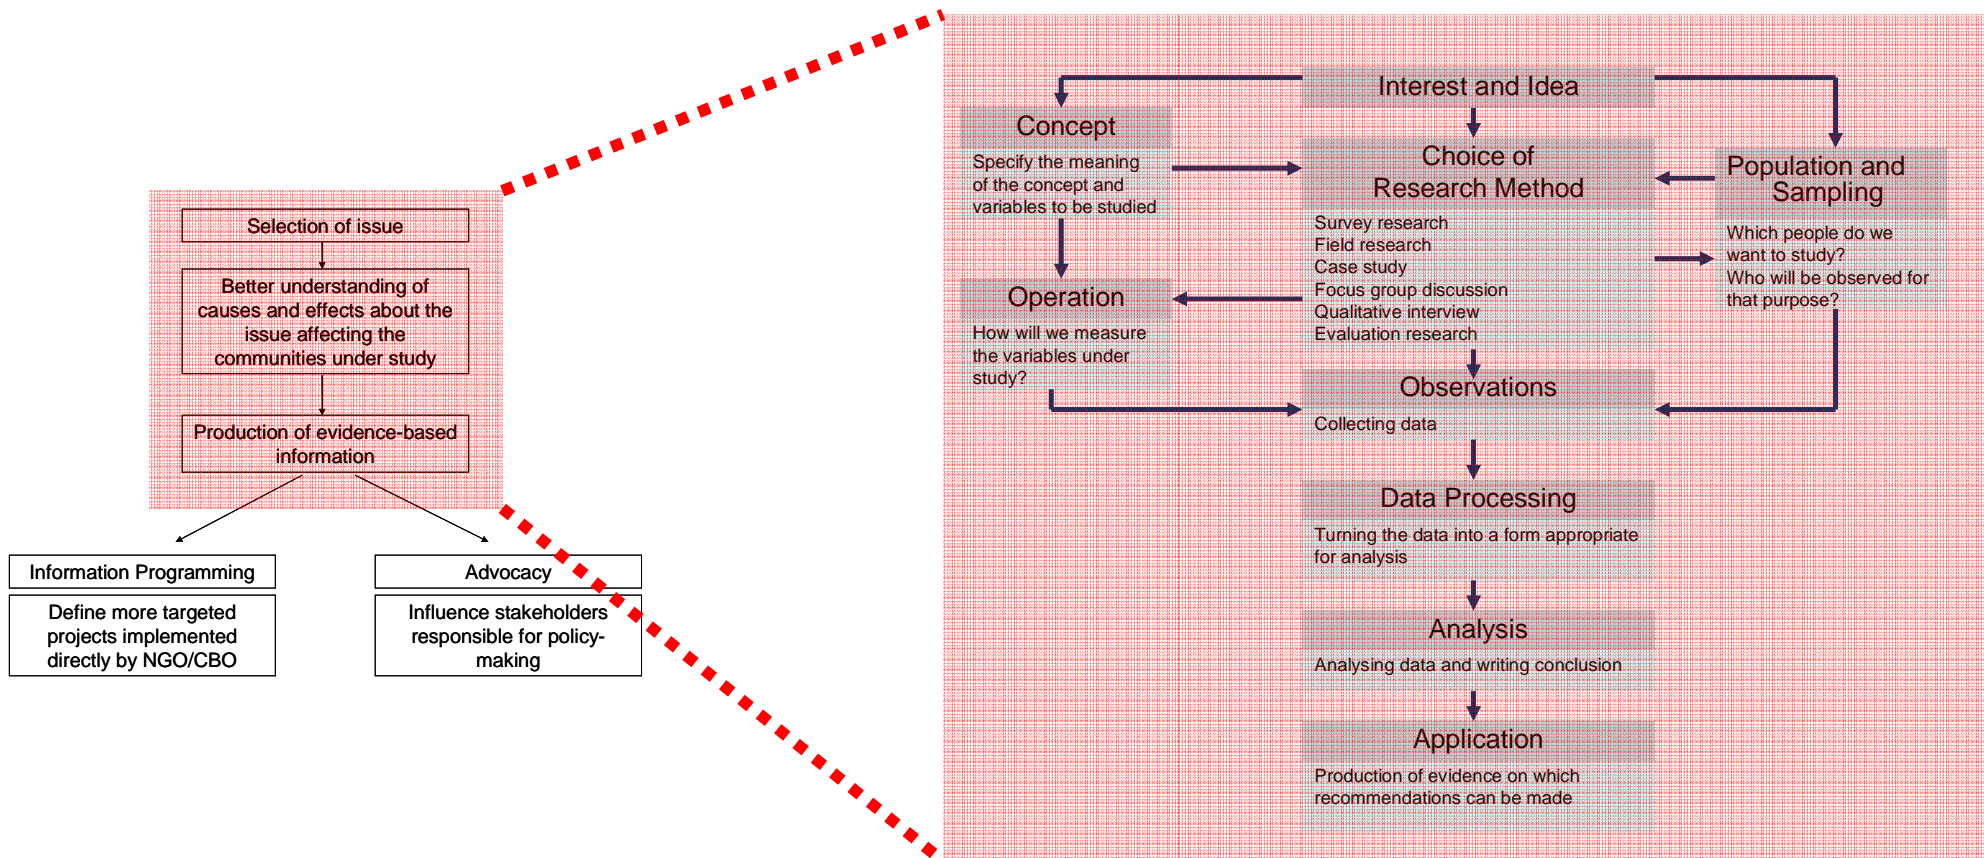 Selection of issue
Better understanding of
causes and effects about the
issue affecting the
communities under study
Production of evidence-based
information
Information Programming
Define more targeted
projects implemented
directly by NGO/CBO
Advocacy
Influence stakeholders
responsible for policy-
making
Interest and Idea
Concept
Specify the meaning
of the concept and
variables to be studied
Choice of
Research Method
Survey research
Field research
Case study
Focus group discussion
Qualitative interview
Evaluation research
Population and
Sampling
Which people do we
want to study?
Who will be observed for
that purpose?
Operation
How will we measure
the variables under
study?
Observations
Collecting data
Data Processing
Turning the data into a form appropriate
for analysis
Analysis
Analysing data and writing conclusion
Application
Production of evidence on which
recommendations can be made